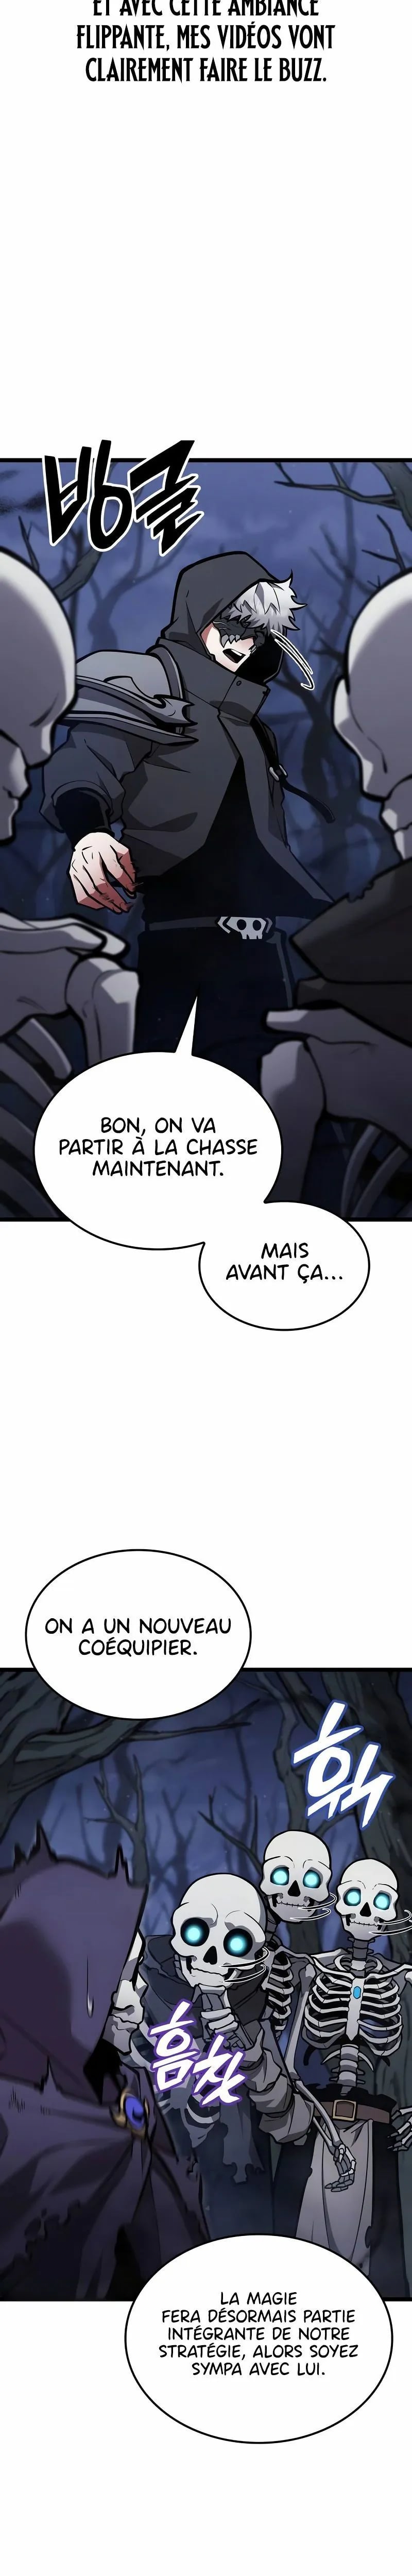 ET AVEC CETTE AMBIANCE
FLIPPANTE, MES VIDÉOS VONT
CLAIREMENT FAIRE LE BUZZ.
빙글
BON, ON VA
PARTIR À LA CHASSE
MAINTENANT.
MAIS
AVANT ÇA...
ON A UN NOUVEAU
COÉQUIPIER.
휙
흠칫
LA MAGIE
FERA DÉSORMAIS PARTIE
INTÉGRANTE DE NOTRE
STRATÉGIE, ALORS SOYEZ
SYMPA AVEC LUI.